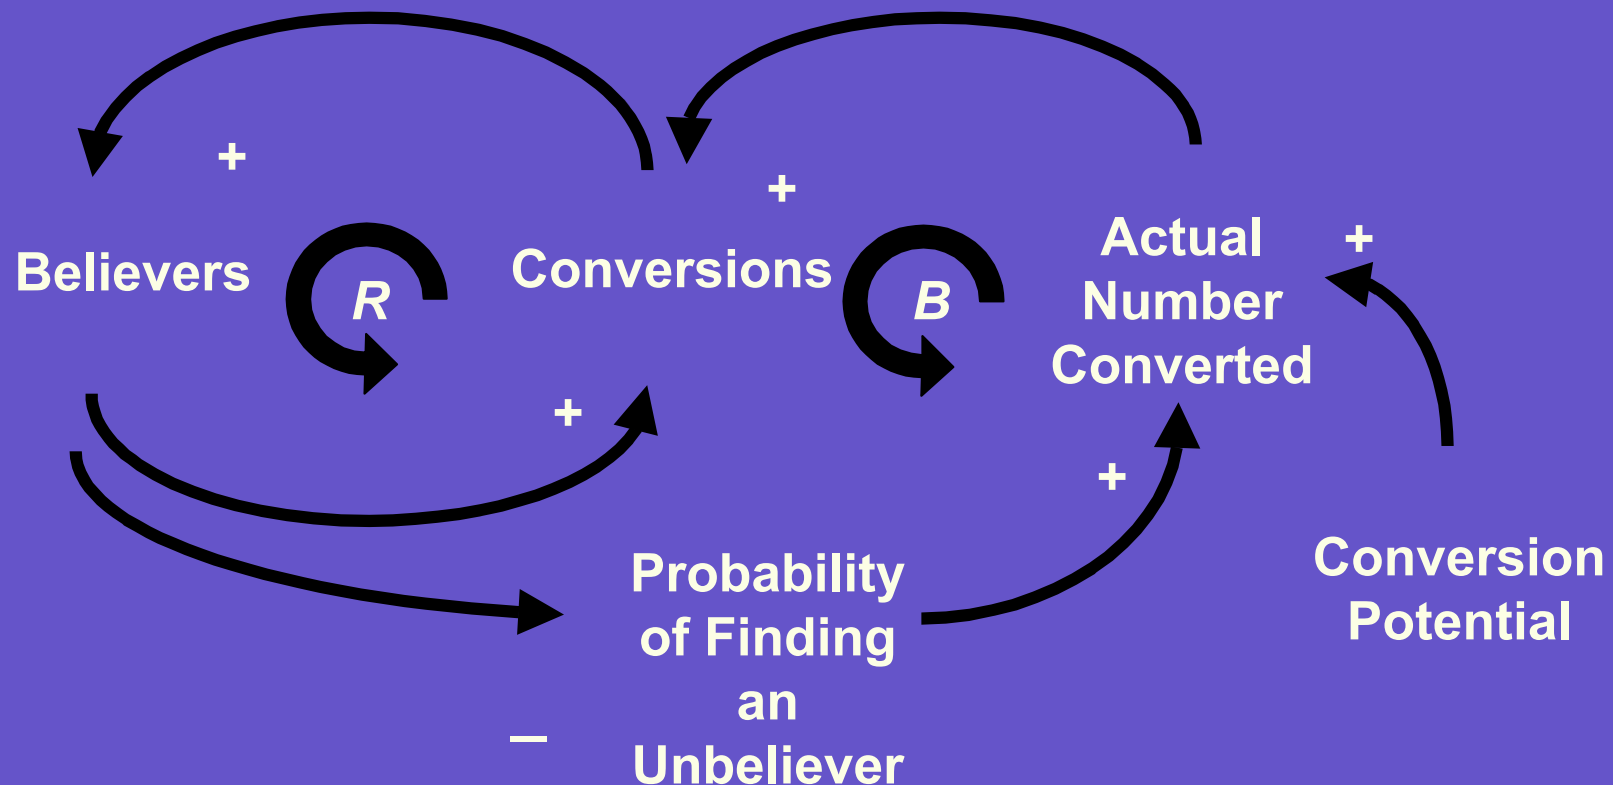 +
+
Believers
R
Conversions
B
Actual
Number
Converted
+
+
+
Probability
of Finding
an
Unbeliever
–
Conversion
Potential